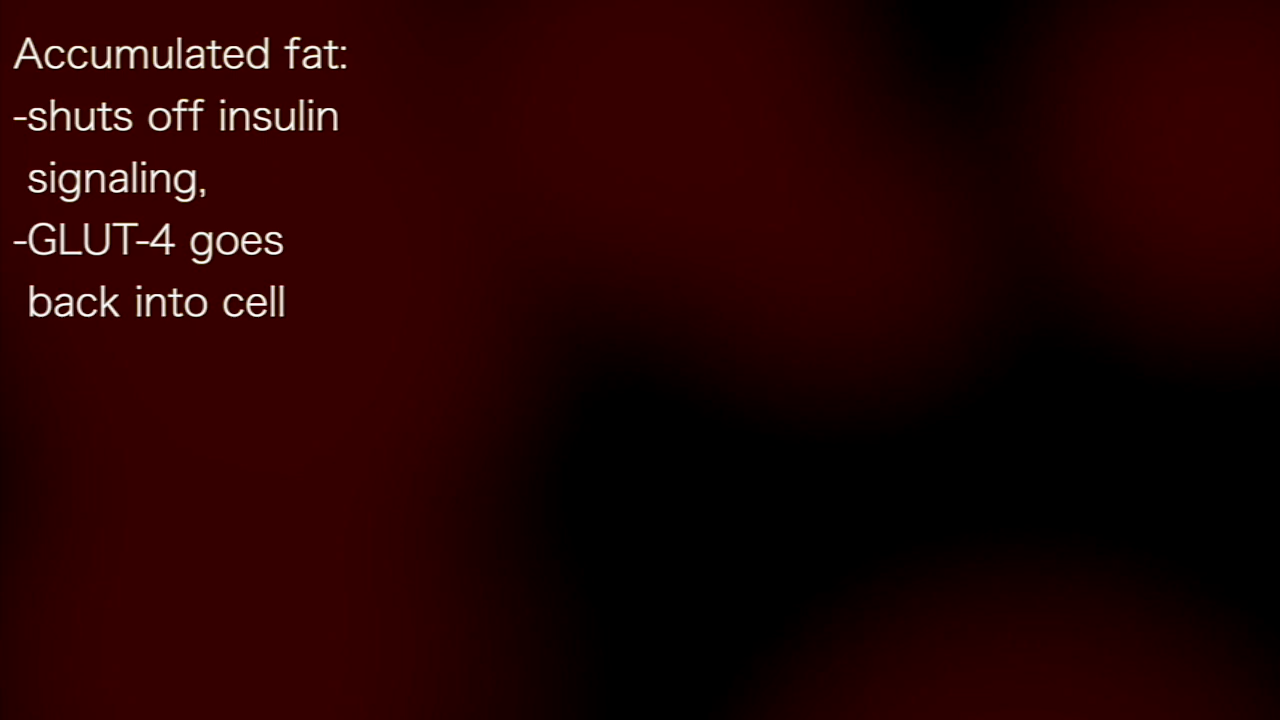 Accumulated fat:
-shuts off insulin
signaling,
-GLUT-4 goes
back into cell